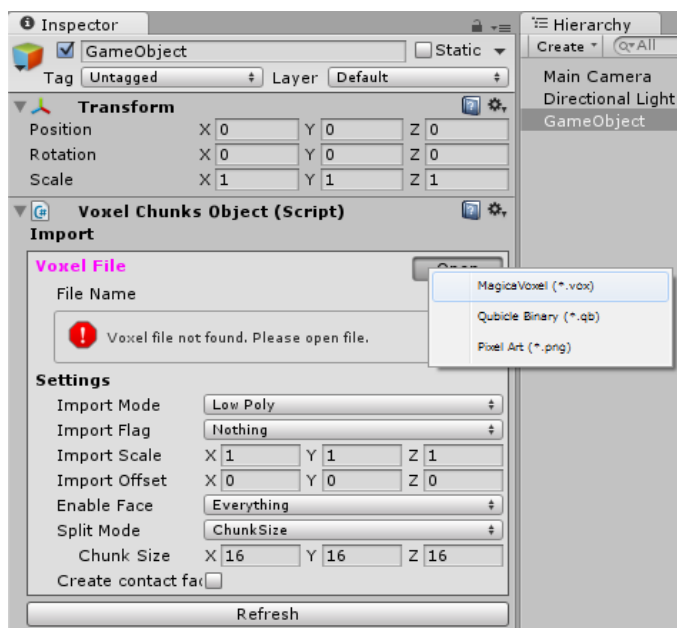 Inspector
Hierarchy
GameObject
Static
Create
All
Tag Untagged Layer Default
Main Camera
Transform
Directional Light
Position X 0 Y 0 Z 0
GameObject
Rotation X 0 Y 0 Z 0
Scale X 1 Y 1 Z 1
Voxel Chunks Object (Script)
Import
Voxel File
Open
File Name
MagicaVoxel (*.vox)
Qubicle Binary (*.qb)
Pixel Art (*.png)
Voxel file not found. Please open file.
Settings
Import Mode Low Poly
Import Flag Nothing
Import Scale X 1 Y 1 Z 1
Import Offset X 0 Y 0 Z 0
Enable Face Everything
Split Mode ChunkSize
Chunk Size X 16 Y 16 Z 16
Create contact fa
Refresh